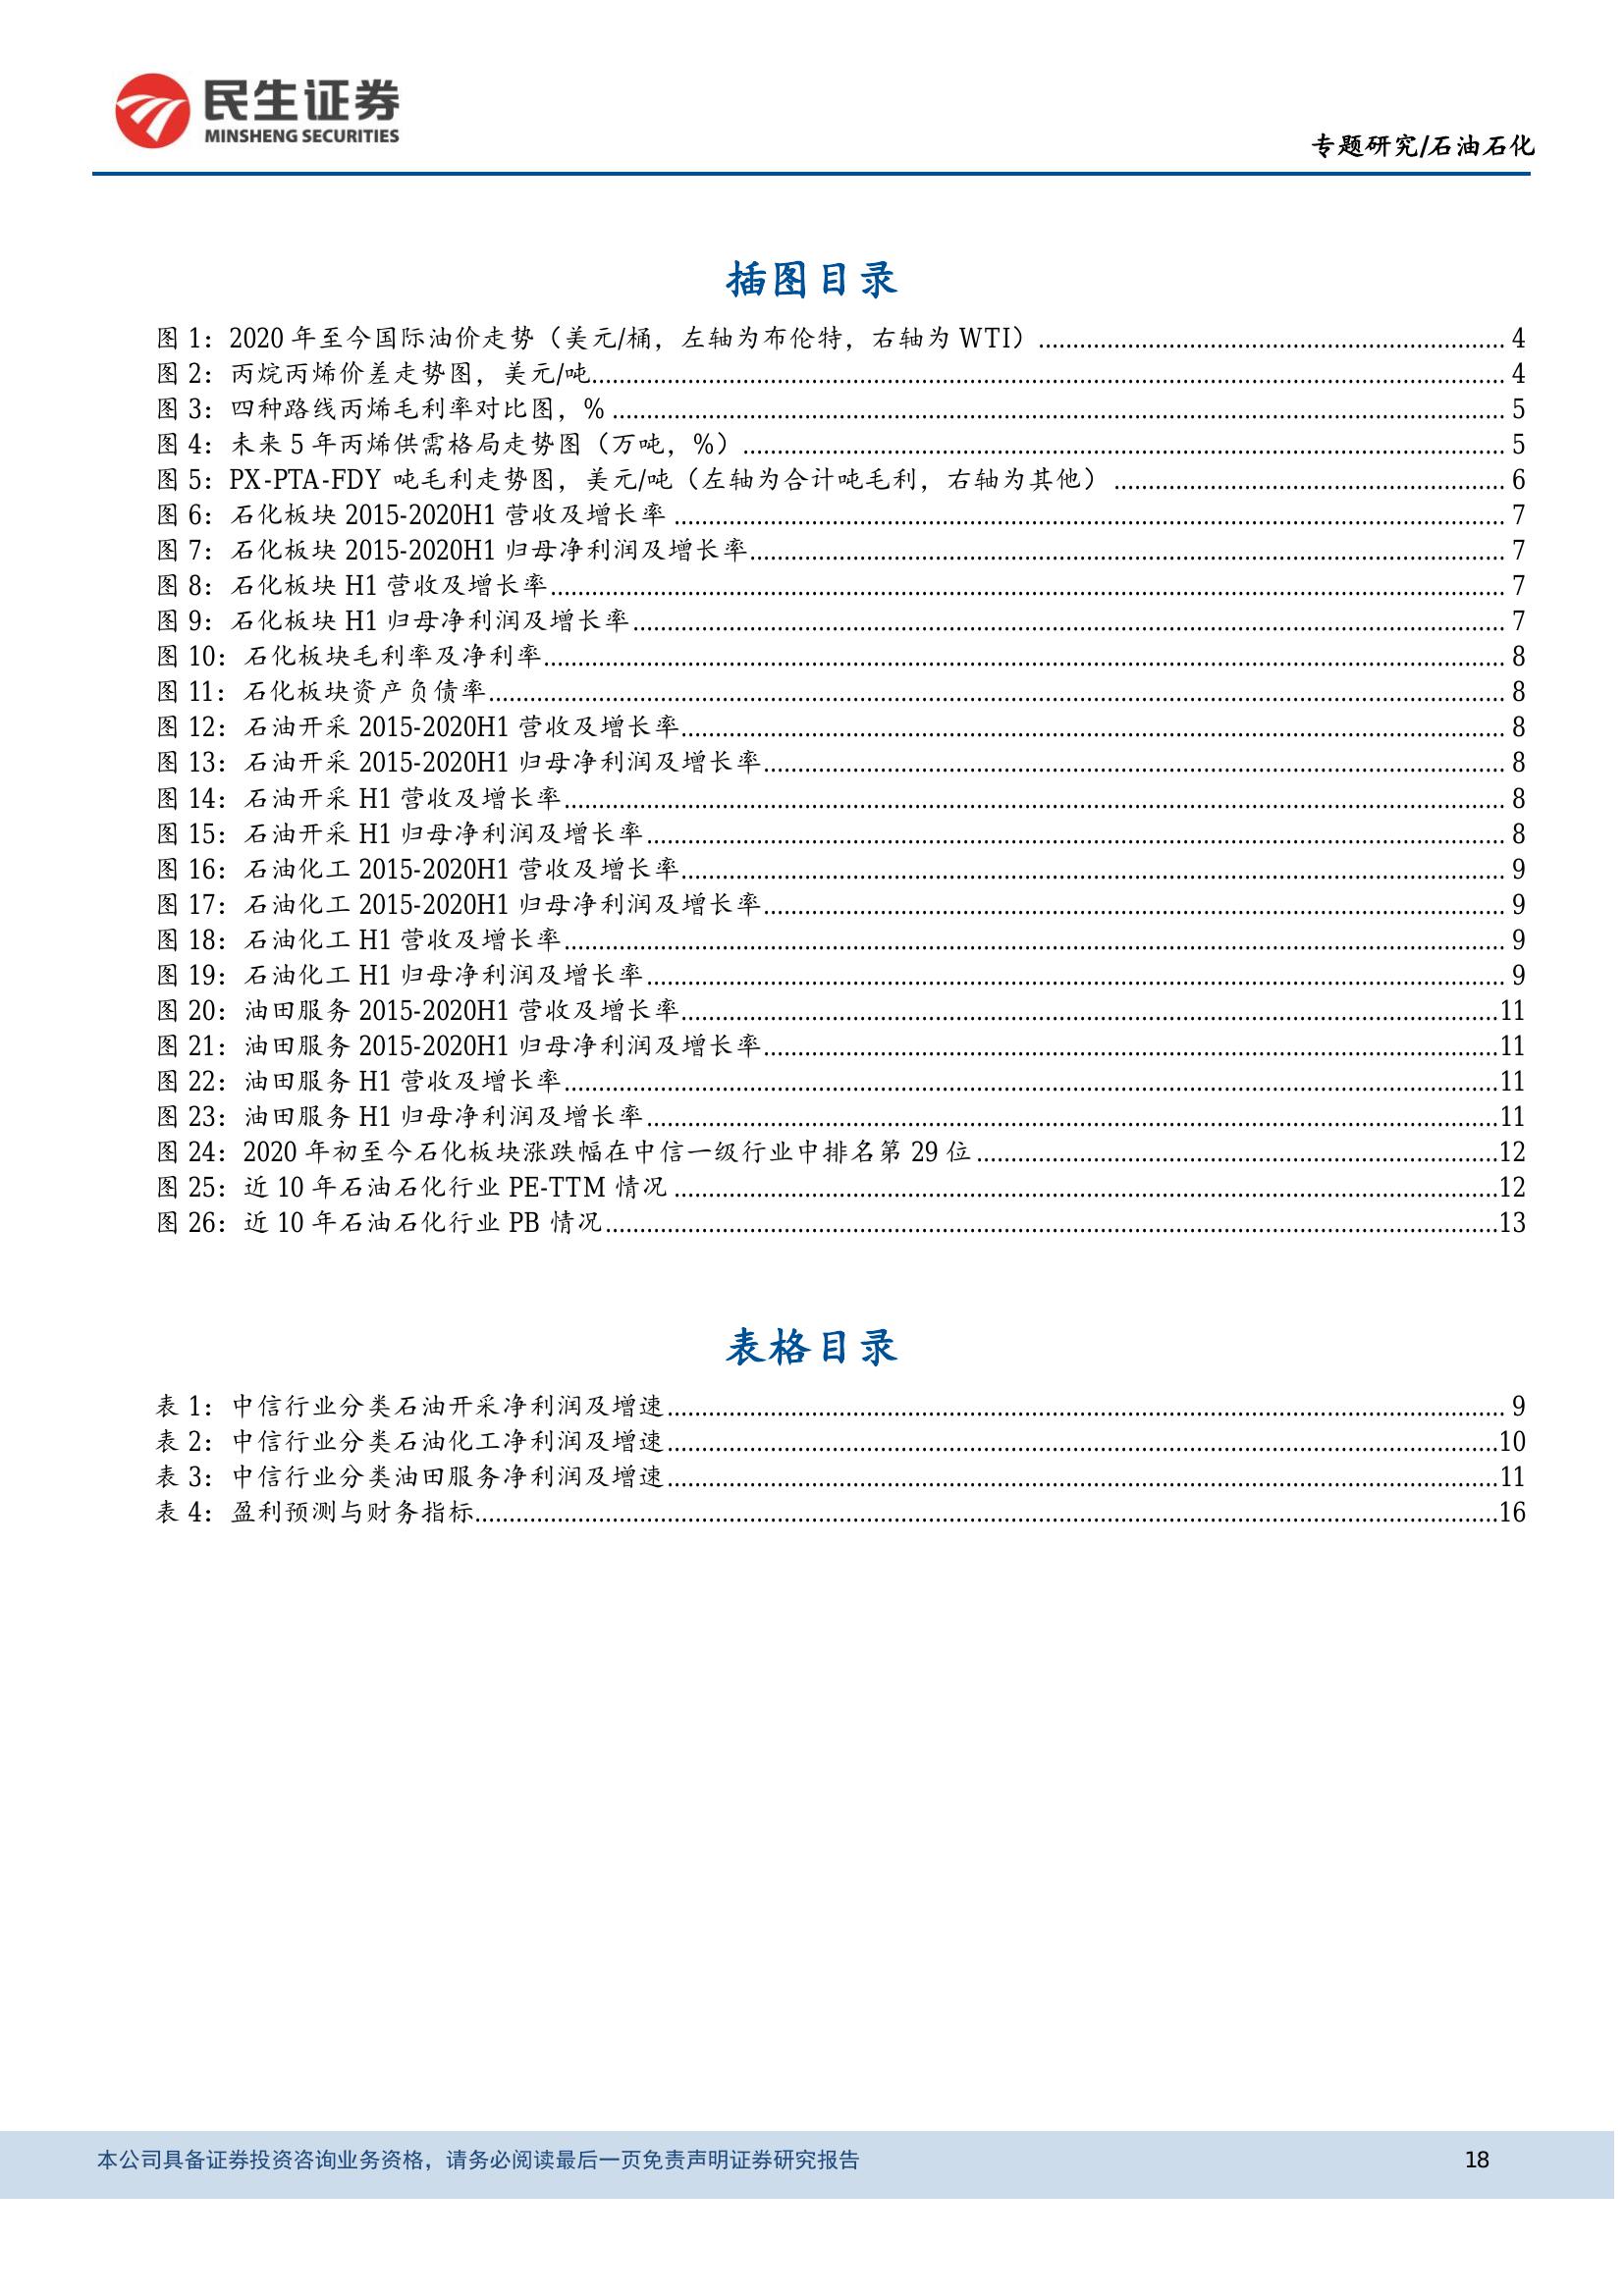 民生证券
MINSHENG SECURITIES
专题研究/石油石化
插图目录
图 1：2020 年至今国际油价走势（美元/桶，左轴为布伦特，右轴为 WTI）.......... 4
图 2：丙烷丙烯价差走势图，美元/吨.......... 4
图 3：四种路线丙烯毛利率对比图，%.......... 5
图 4：未来 5 年丙烯供需格局走势图（万吨，%）.......... 5
图 5：PX-PTA-FDY 吨毛利走势图，美元/吨（左轴为合计吨毛利，右轴为其他）.......... 6
图 6：石化板块 2015-2020H1 营收及增长率.......... 7
图 7：石化板块 2015-2020H1 归母净利润及增长率.......... 7
图 8：石化板块 H1 营收及增长率.......... 7
图 9：石化板块 H1 归母净利润及增长率.......... 7
图 10：石化板块毛利率及净利率.......... 8
图 11：石化板块资产负债率.......... 8
图 12：石油开采 2015-2020H1 营收及增长率.......... 8
图 13：石油开采 2015-2020H1 归母净利润及增长率.......... 8
图 14：石油开采 H1 营收及增长率.......... 8
图 15：石油开采 H1 归母净利润及增长率.......... 8
图 16：石油化工 2015-2020H1 营收及增长率.......... 9
图 17：石油化工 2015-2020H1 归母净利润及增长率.......... 9
图 18：石油化工 H1 营收及增长率.......... 9
图 19：石油化工 H1 归母净利润及增长率.......... 9
图 20：油田服务 2015-2020H1 营收及增长率.......... 11
图 21：油田服务 2015-2020H1 归母净利润及增长率.......... 11
图 22：油田服务 H1 营收及增长率.......... 11
图 23：油田服务 H1 归母净利润及增长率.......... 11
图 24：2020 年初至今石化板块涨跌幅在中信一级行业中排名第 29 位.......... 12
图 25：近 10 年石油石化行业 PE-TTM 情况.......... 12
图 26：近 10 年石油石化行业 PB 情况.......... 13
表格目录
表 1：中信行业分类石油开采净利润及增速.......... 9
表 2：中信行业分类石油化工净利润及增速.......... 10
表 3：中信行业分类油田服务净利润及增速.......... 11
表 4：盈利预测与财务指标.......... 16
本公司具备证券投资咨询业务资格，请务必阅读最后一页免责声明证券研究报告 18